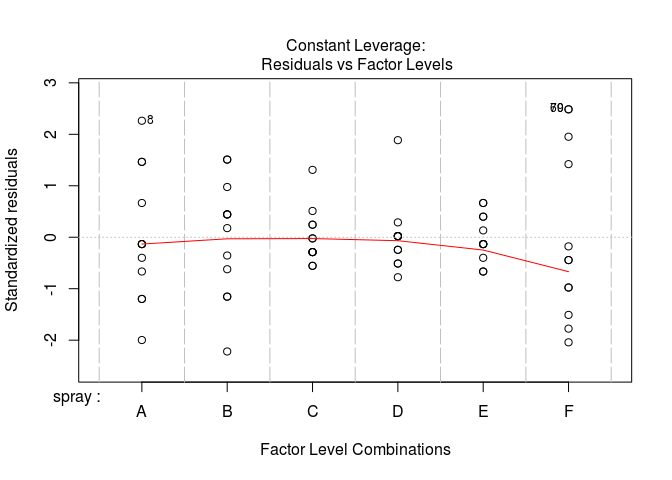 Constant Leverage:
Residuals vs Factor Levels
Standardized residuals
3
2
1
0
-1
-2
8
spray :
A B C D E F
Factor Level Combinations